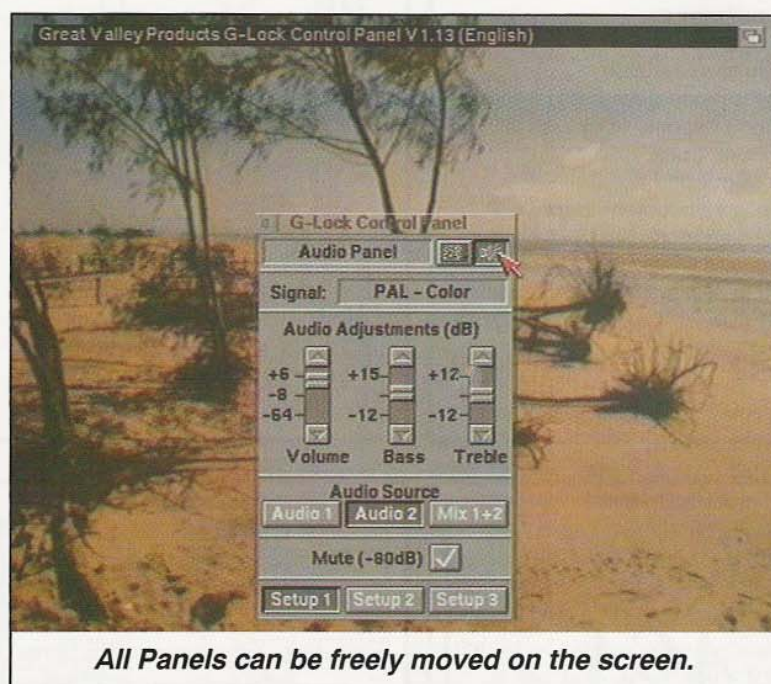 Great Valley Products G-Lock Control Panel V 1.13 (English)
G-Lock Control Panel
Audio Panel
Signal: PAL - Color
Audio Adjustments (dB)
+6 +15 +12
-8
-64 -12 -12
Volume Bass Treble
Audio Source
Audio 1 Audio 2 Mix 1+2
Mute (-80dB)
Setup 1 Setup 2 Setup 3
All Panels can be freely moved on the screen.